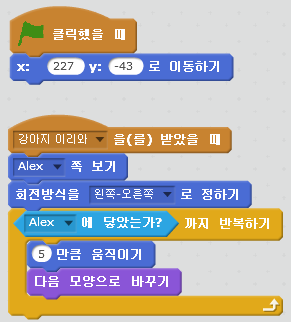 클릭했을 때
x: 227 y: -43 로 이동하기
강아지 이리와 을(를) 받았을 때
Alex 쪽 보기
회전방식을 왼쪽-오른쪽 로 정하기
Alex 에 닿았는가? 까지 반복하기
5 만큼 움직이기
다음 모양으로 바꾸기